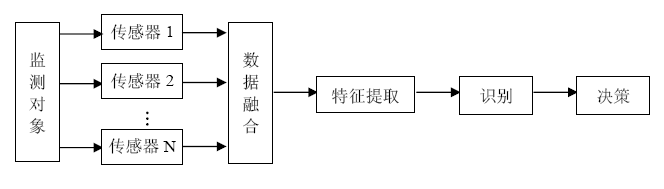 监测对象
传感器 1
传感器 2
⋮
传感器 N
数据融合
特征提取
识别
决策